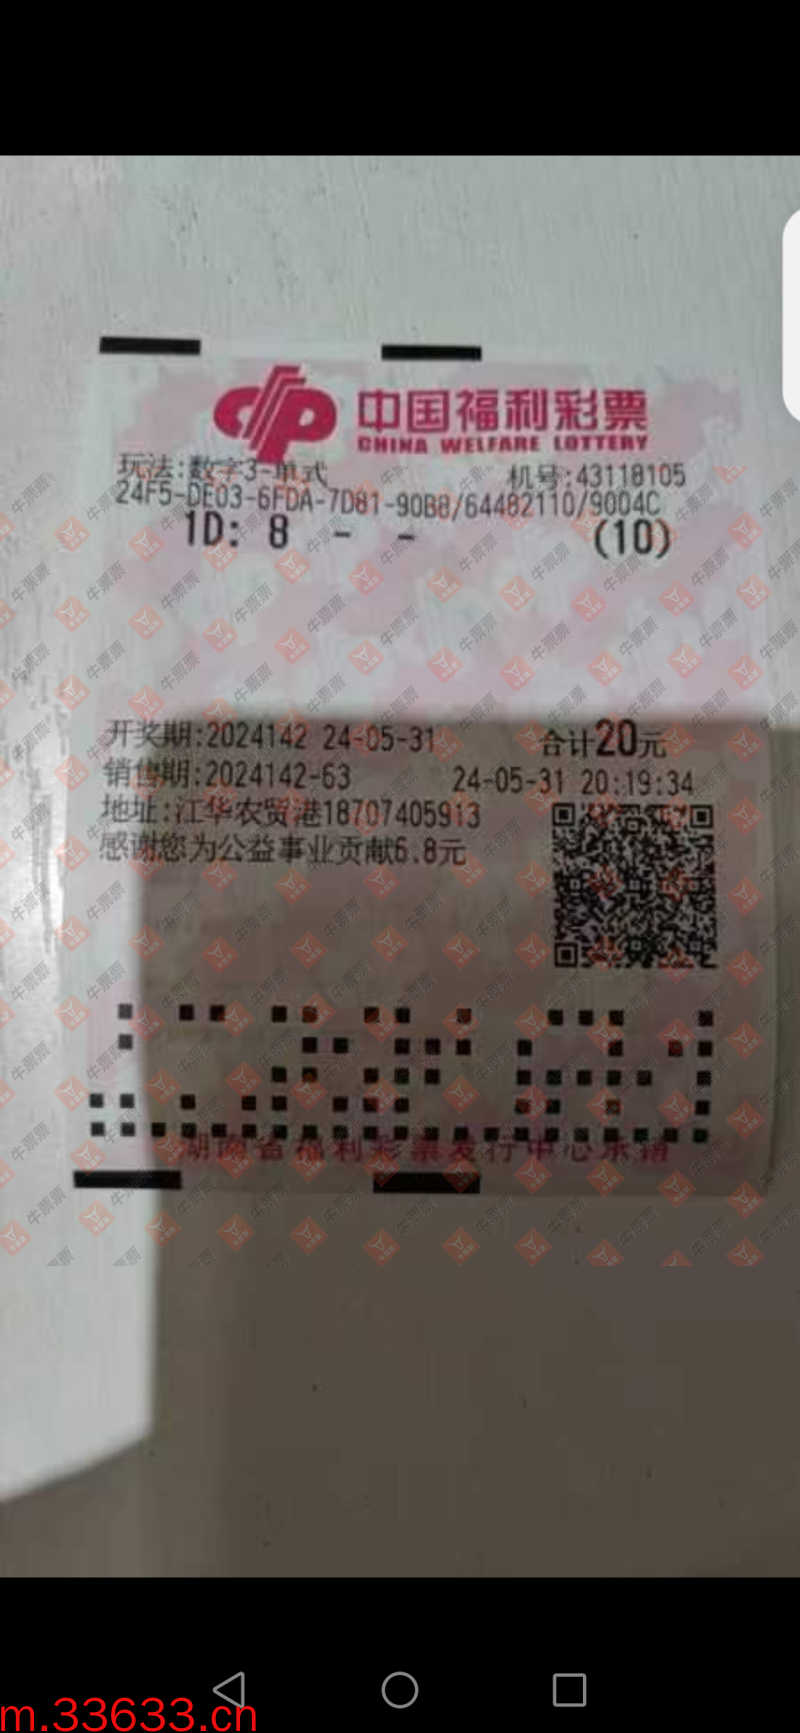 中国福利彩票
CHINA WELFARE LOTTERY
玩法:数字3-单式 机号:43118105
24F5-DE03-6FDA-7D81-90B8/64482110/9004C
1D: 8 - - (10)
开奖期:2024142 24-05-31 合计20元
销售期:2024142-63 24-05-31 20:19:34
地址:江华农贸港18707405913
感谢您为公益事业贡献6.8元
湖南省福利彩票发行中心承销
牛票票
m.33633.cn